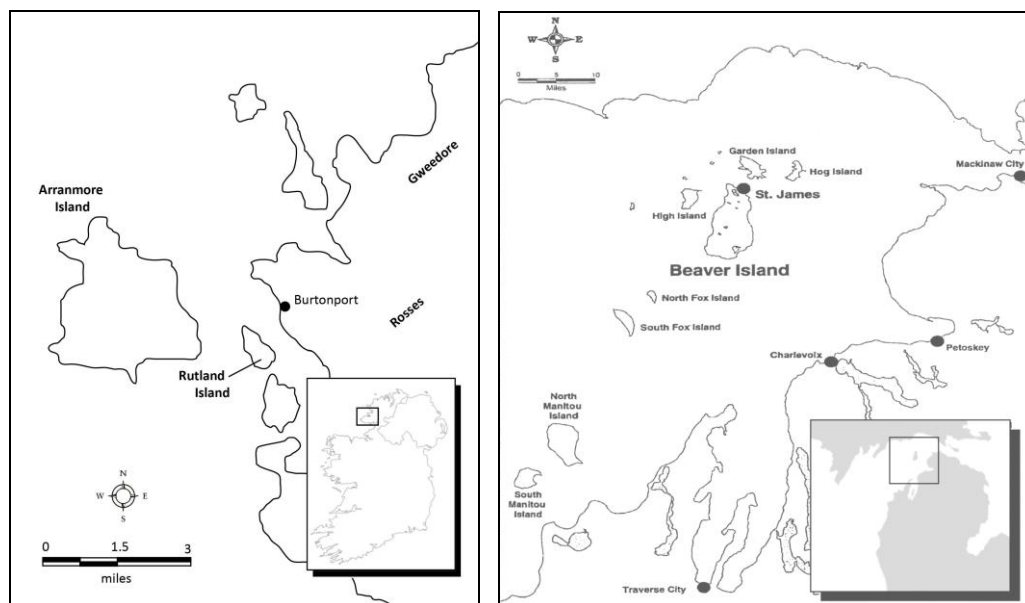 Gweedore
Arranmore
Island
Burtonport
Rosses
Rutland
Island
N
W E
S
0 1.5 3
miles
N
W E
S
0 5 10
Miles
Garden Island
Hog Island
Mackinaw City
St. James
High Island
Beaver Island
North Fox Island
South Fox Island
Petoskey
Charlevoix
North
Manitou
Island
South
Manitou
Island
Traverse City